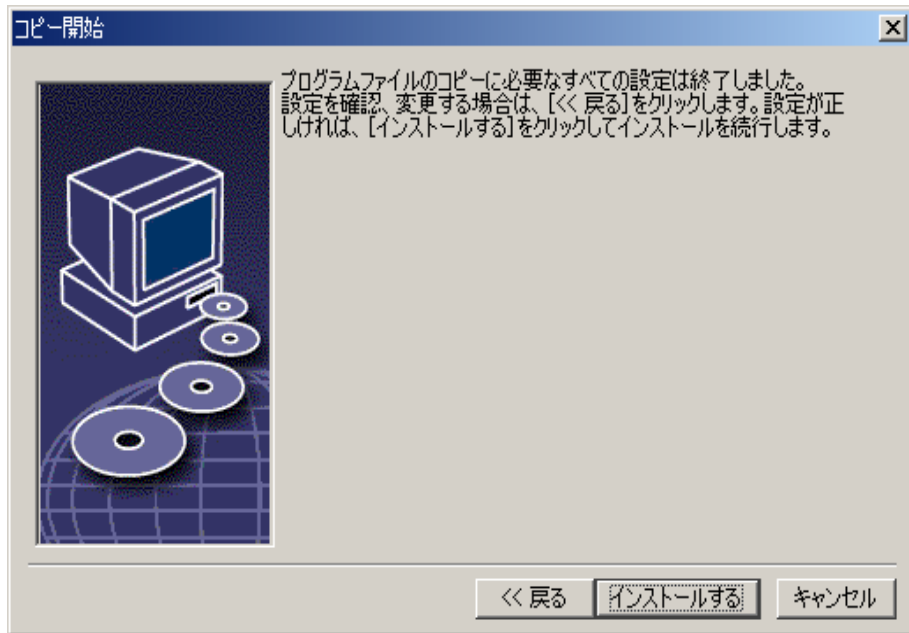 コピー開始
プログラムファイルのコピーに必要なすべての設定は終了しました。
設定を確認、変更する場合は、[<< 戻る]をクリックします。設定が正
しければ、[インストールする]をクリックしてインストールを続行します。
<< 戻る
インストールする
キャンセル